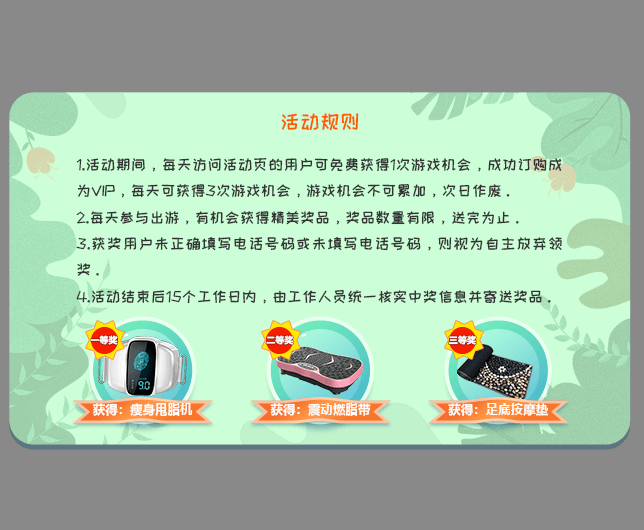 活动规则
1.活动期间，每天访问活动页的用户可免费获得1次游戏机会，成功订购成
为VIP，每天可获得3次游戏机会，游戏机会不可累加，次日作废。
2.每天参与出游，有机会获得精美奖品，奖品数量有限，送完为止。
3.获奖用户未正确填写电话号码或未填写电话号码，则视为自主放弃领
奖。
4.活动结束后15个工作日内，由工作人员统一核实中奖信息并寄送奖品。
一等奖
二等奖
三等奖
9.0
获得：瘦身甩脂机
获得：震动燃脂带
获得：足底按摩垫